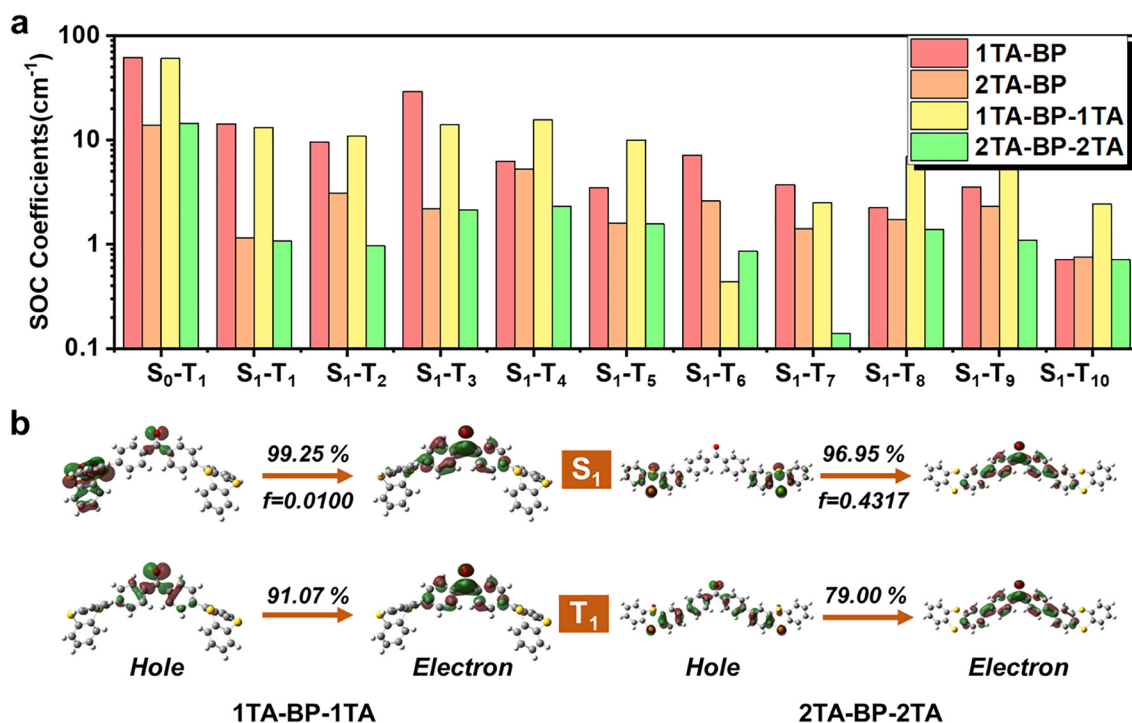 a
100
10
1
0.1
SOC Coefficients(cm⁻¹)
1TA-BP
2TA-BP
1TA-BP-1TA
2TA-BP-2TA
S₀-T₁ S₁-T₁ S₁-T₂ S₁-T₃ S₁-T₄ S₁-T₅ S₁-T₆ S₁-T₇ S₁-T₈ S₁-T₉ S₁-T₁₀
b
99.25 % S₁ 96.95 %
f=0.0100 f=0.4317
91.07 % T₁ 79.00 %
Hole Electron Hole Electron
1TA-BP-1TA 2TA-BP-2TA